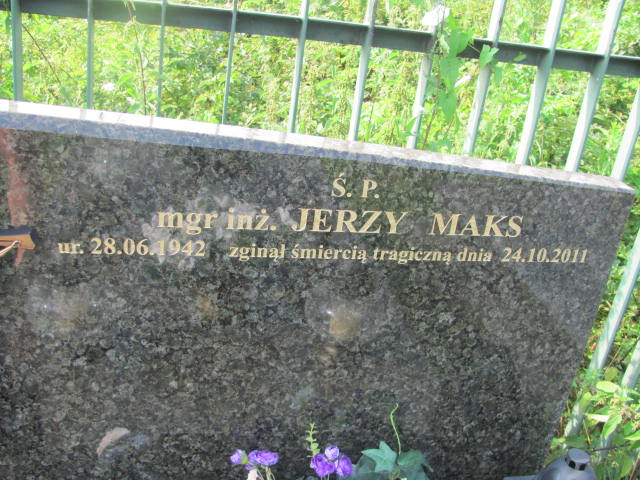 Ś. P.
mgr inż. JERZY MAKS
ur. 28.06.1942 zginął śmiercią tragiczną dnia 24.10.2011